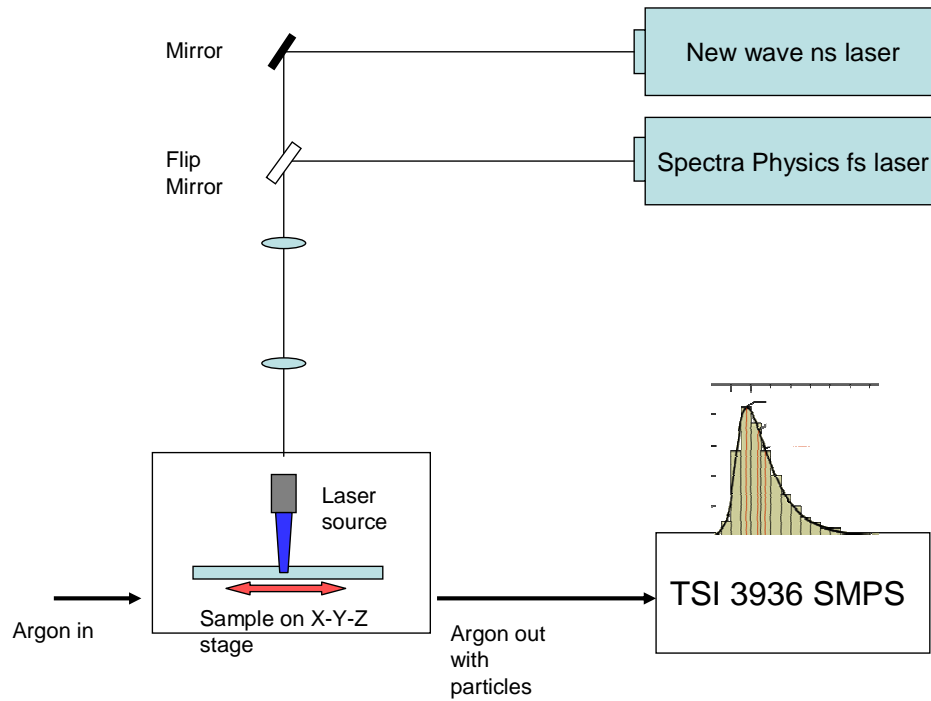 Mirror
New wave ns laser
Flip
Mirror
Spectra Physics fs laser
Laser
source
Sample on X-Y-Z
stage
Argon in
Argon out
with
particles
TSI 3936 SMPS